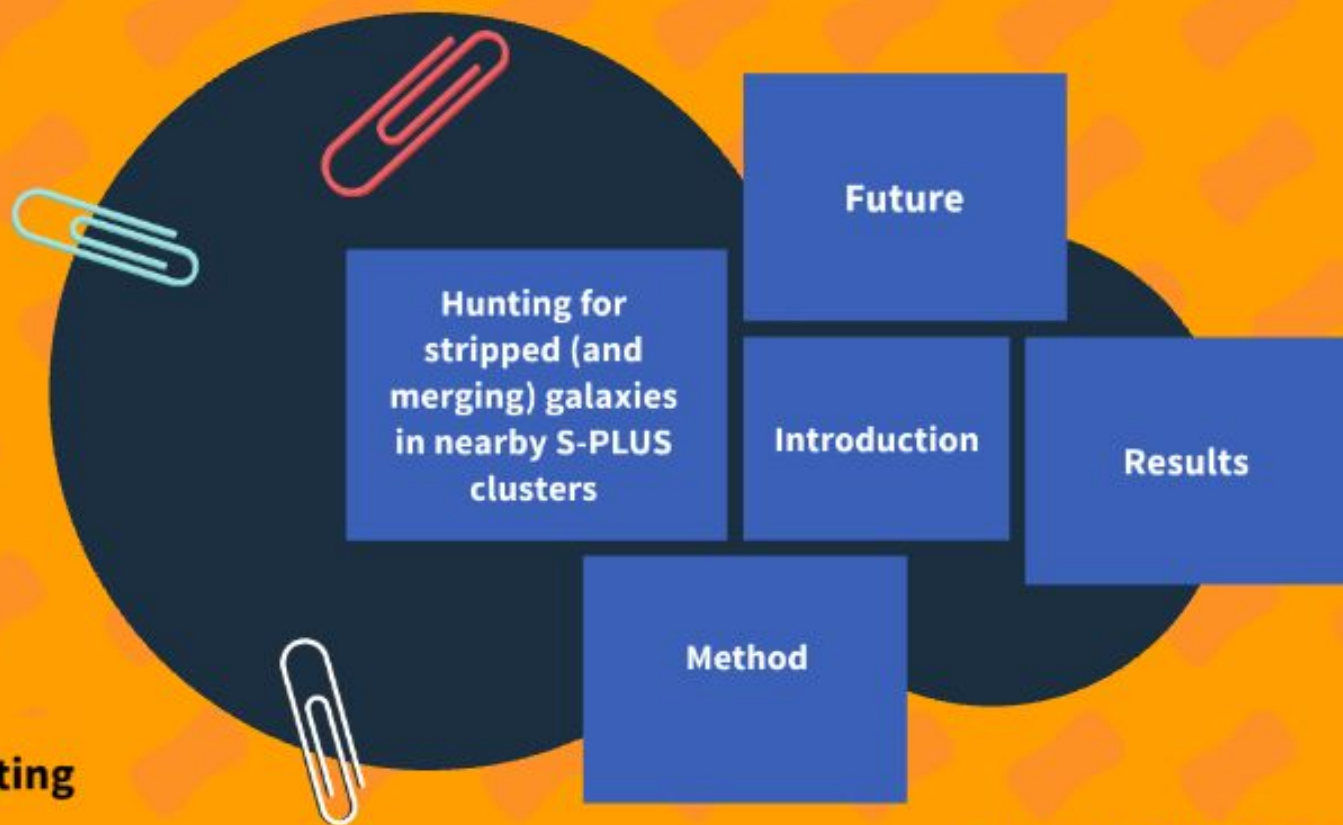 Future
Hunting for
stripped (and
merging) galaxies
in nearby S-PLUS
clusters
Introduction
Results
Method
ting